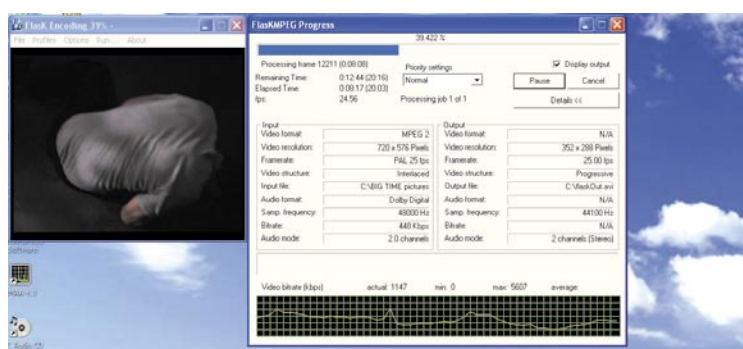 FlasK Encoding 39% -
File Profiles Options Run ... About
FlasKMPEG Progress
39.422 %
Processing frame 12211 (0:08:08)
Priority settings
Display output
Remaining Time: 0:12:44 (20:16)
Normal
Pause
Cancel
Elapsed Time: 0:08:17 (20:03)
fps: 24.56
Processing job 1 of 1
Details <<
Input
Video format: MPEG 2
Video resolution: 720 x 576 Pixels
Framerate: PAL 25 fps
Video structure: Interlaced
Input file: C:\BIG TIME pictures
Audio format: Dolby Digital
Samp. frequency: 48000 Hz
Bitrate: 448 Kbps
Audio mode: 2.0 channels
Output
Video format: N/A
Video resolution: 352 x 288 Pixels
Framerate: 25.00 fps
Video structure: Progressive
Output file: C:\flaskOut.avi
Audio format: N/A
Samp. frequency: 44100 Hz
Bitrate: N/A
Audio mode: 2 channels (Stereo)
Video bitrate (kbps) actual: 1147 min: 0 max: 5607 average:
Software
Audio CD